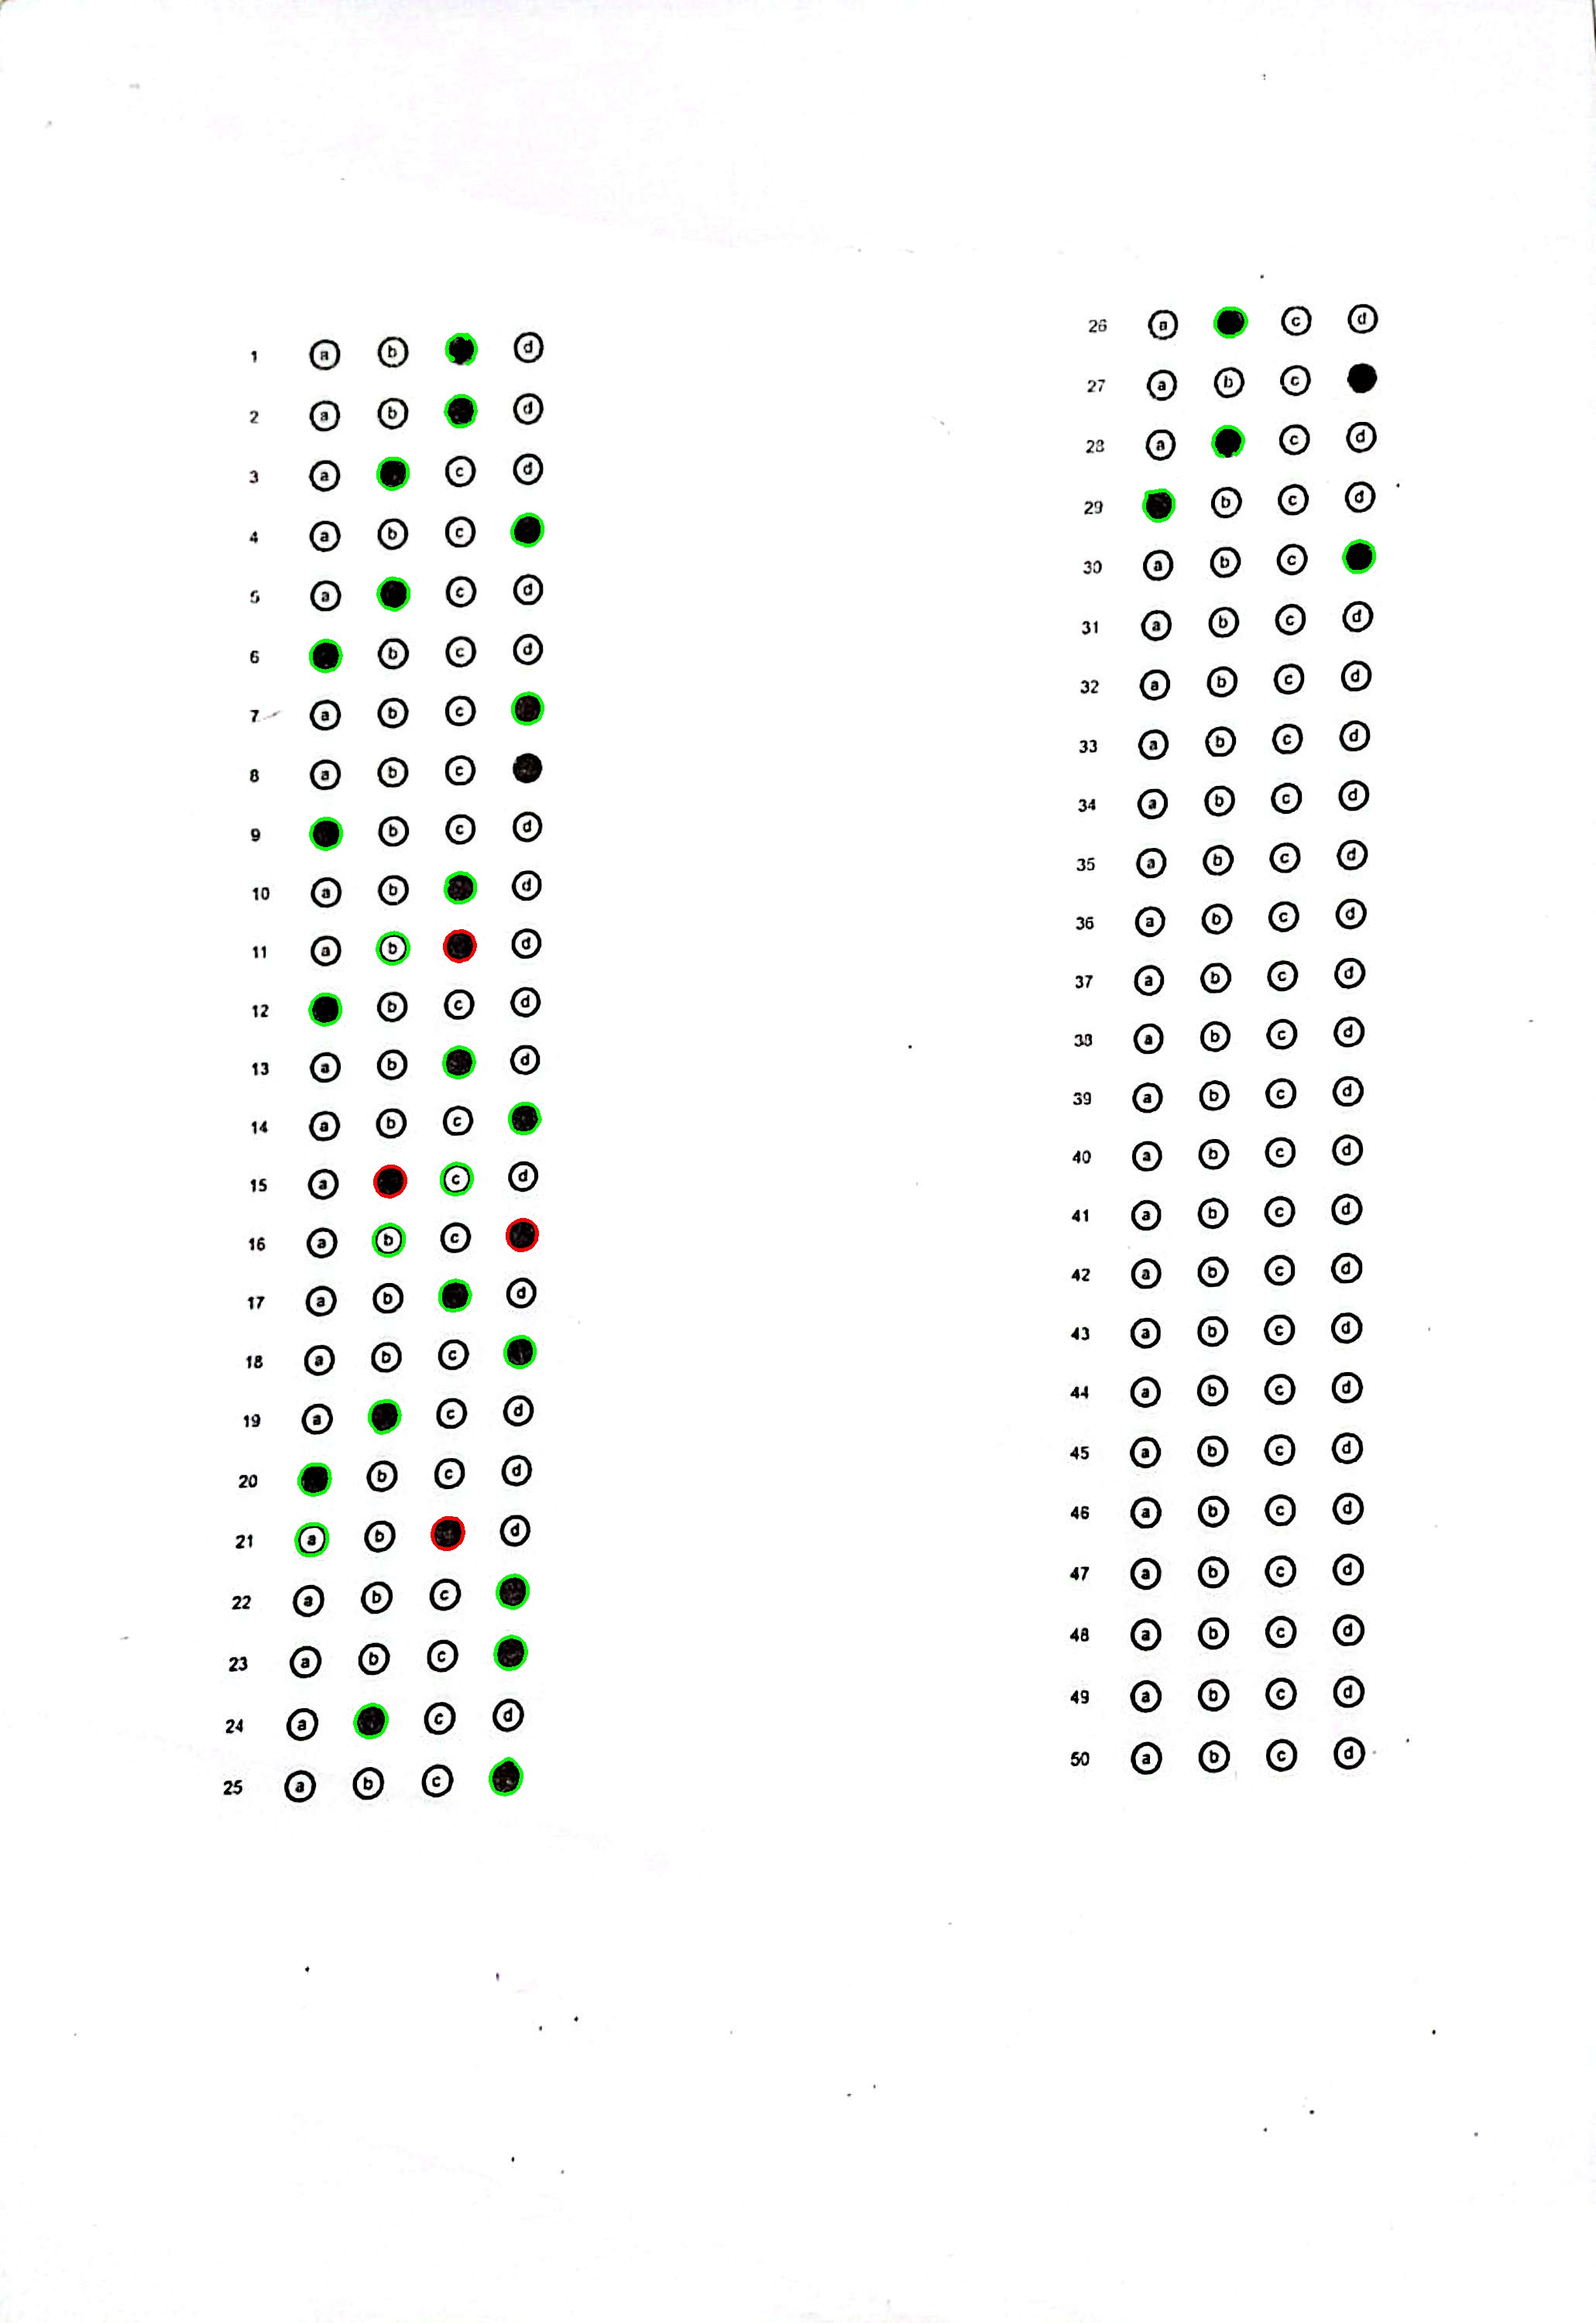 1 a b d
2 a b d
3 a c d
4 a b c
5 a c d
6 b c d
7 a b c
8 a b c
9 b c d
10 a b d
11 a b d
12 b c d
13 a b d
14 a b c
15 a c d
16 a b c
17 a b d
18 a b c
19 a c d
20 b c d
21 a b d
22 a b c
23 a b c
24 a c d
25 a b c
26 a c d
27 a b c
28 a c d
29 b c d
30 a b c
31 a b c d
32 a b c d
33 a b c d
34 a b c d
35 a b c d
36 a b c d
37 a b c d
38 a b c d
39 a b c d
40 a b c d
41 a b c d
42 a b c d
43 a b c d
44 a b c d
45 a b c d
46 a b c d
47 a b c d
48 a b c d
49 a b c d
50 a b c d